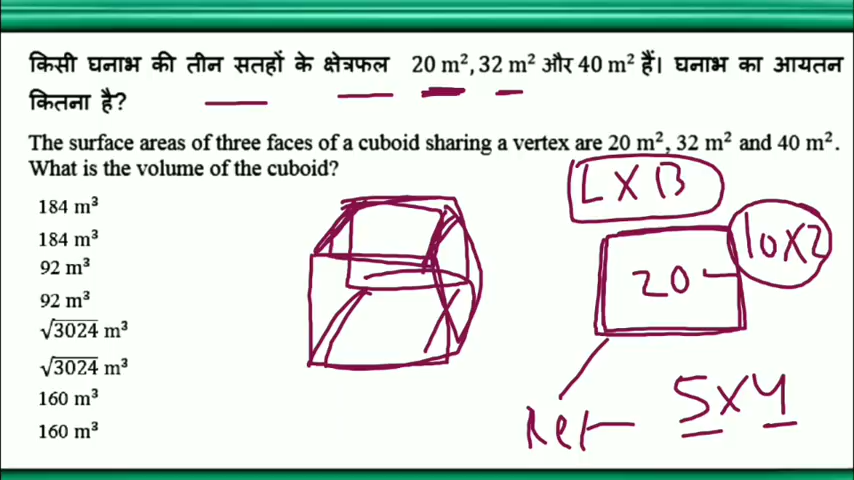 किसी घनाभ की तीन सतहों के क्षेत्रफल 20 m², 32 m² और 40 m² हैं। घनाभ का आयतन
कितना है?
The surface areas of three faces of a cuboid sharing a vertex are 20 m², 32 m² and 40 m².
What is the volume of the cuboid?
184 m³
184 m³
92 m³
92 m³
√3024 m³
√3024 m³
160 m³
160 m³
L X B
10X2
20
5X4